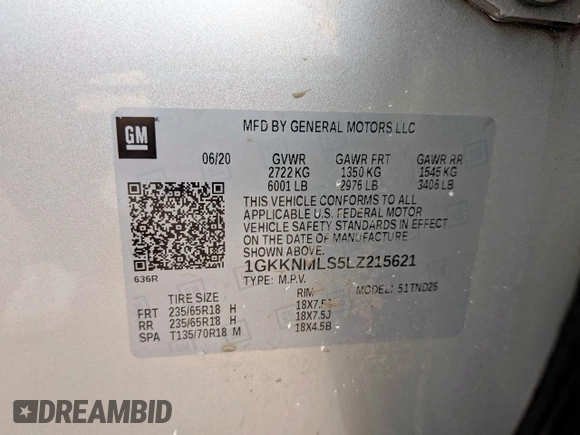 GM
MFD BY GENERAL MOTORS LLC
06/20 GVWR GAWR FRT GAWR RR
2722 KG 1350 KG 1545 KG
6001 LB 2976 LB 3406 LB
THIS VEHICLE CONFORMS TO ALL
APPLICABLE U.S. FEDERAL MOTOR
VEHICLE SAFETY STANDARDS IN EFFECT
ON THE DATE OF MANUFACTURE
SHOWN ABOVE.
1GKKNMLS5LZ215621
636R TYPE: M.P.V. MODEL: 51TND26
TIRE SIZE RIM
FRT 235/65R18 H 18X7.5J
RR 235/65R18 H 18X7.5J
SPA T135/70R18 M 18X4.5B
DREAMBID